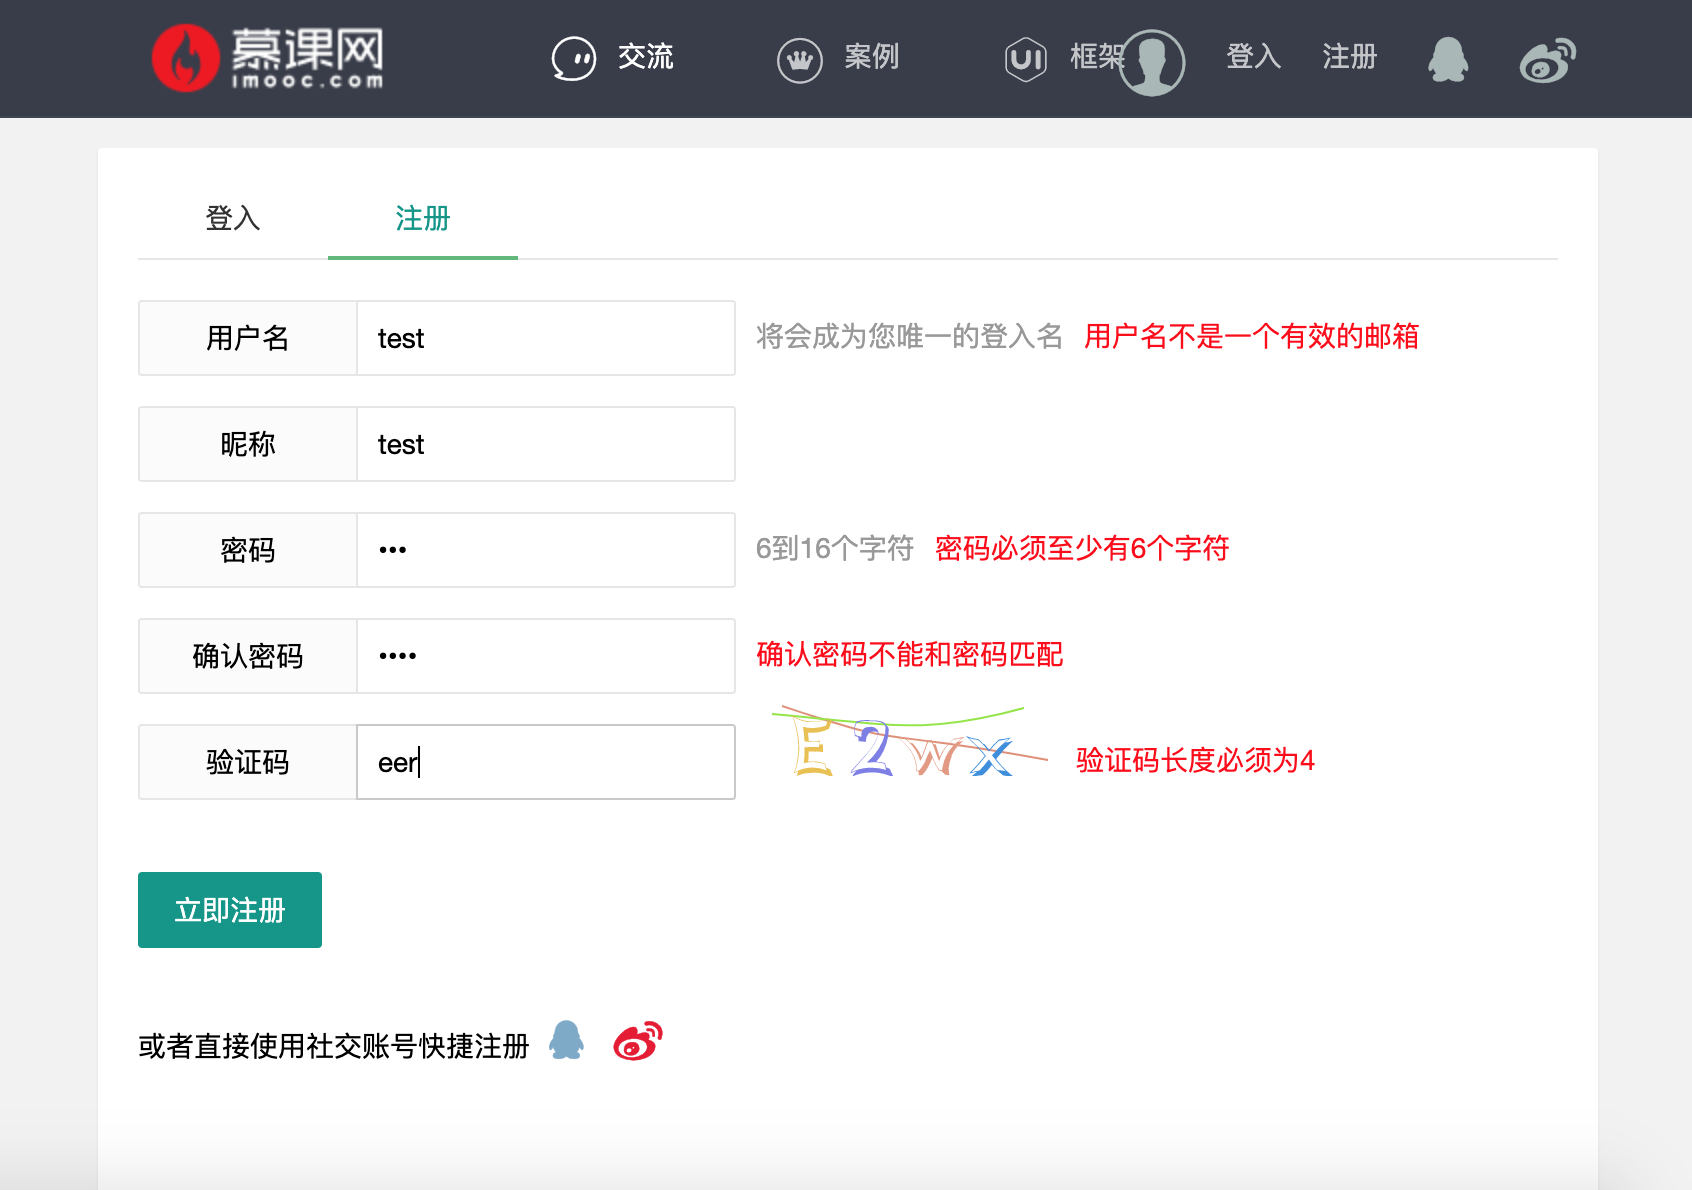 慕课网
imooc.com
交流
案例
UI
框架
登入
注册
登入
注册
用户名
test
将会成为您唯一的登入名
用户名不是一个有效的邮箱
昵称
test
密码
•••
6到16个字符
密码必须至少有6个字符
确认密码
••••
确认密码不能和密码匹配
验证码
eer
E2wx
验证码长度必须为4
立即注册
或者直接使用社交账号快捷注册